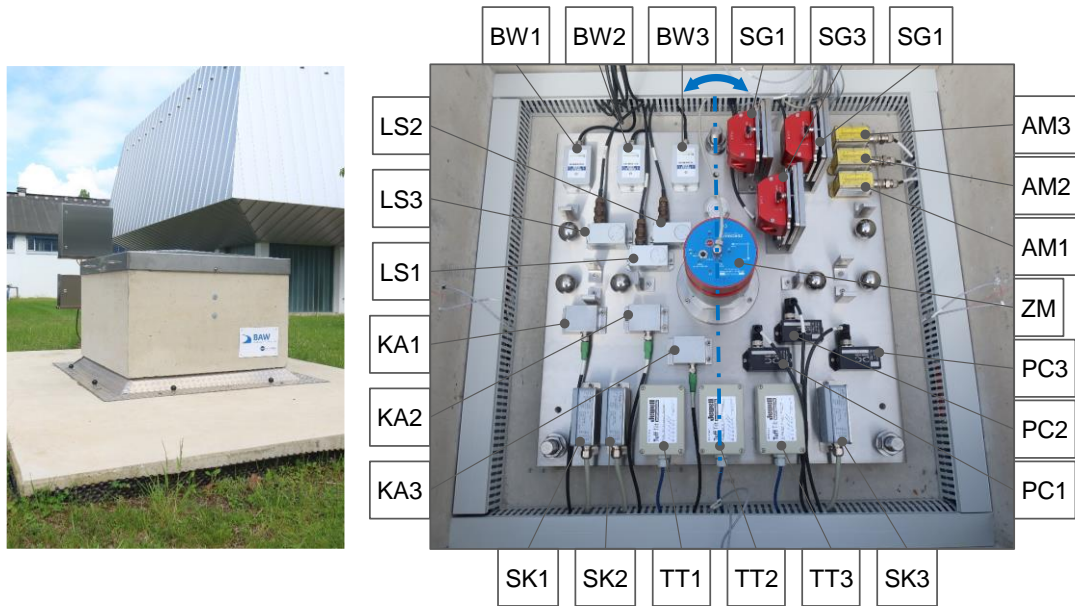 BW1
BW2
BW3
SG1
SG3
SG1
LS2
LS3
LS1
KA1
KA2
KA3
AM3
AM2
AM1
ZM
PC3
PC2
PC1
SK1
SK2
TT1
TT2
TT3
SK3
BAW